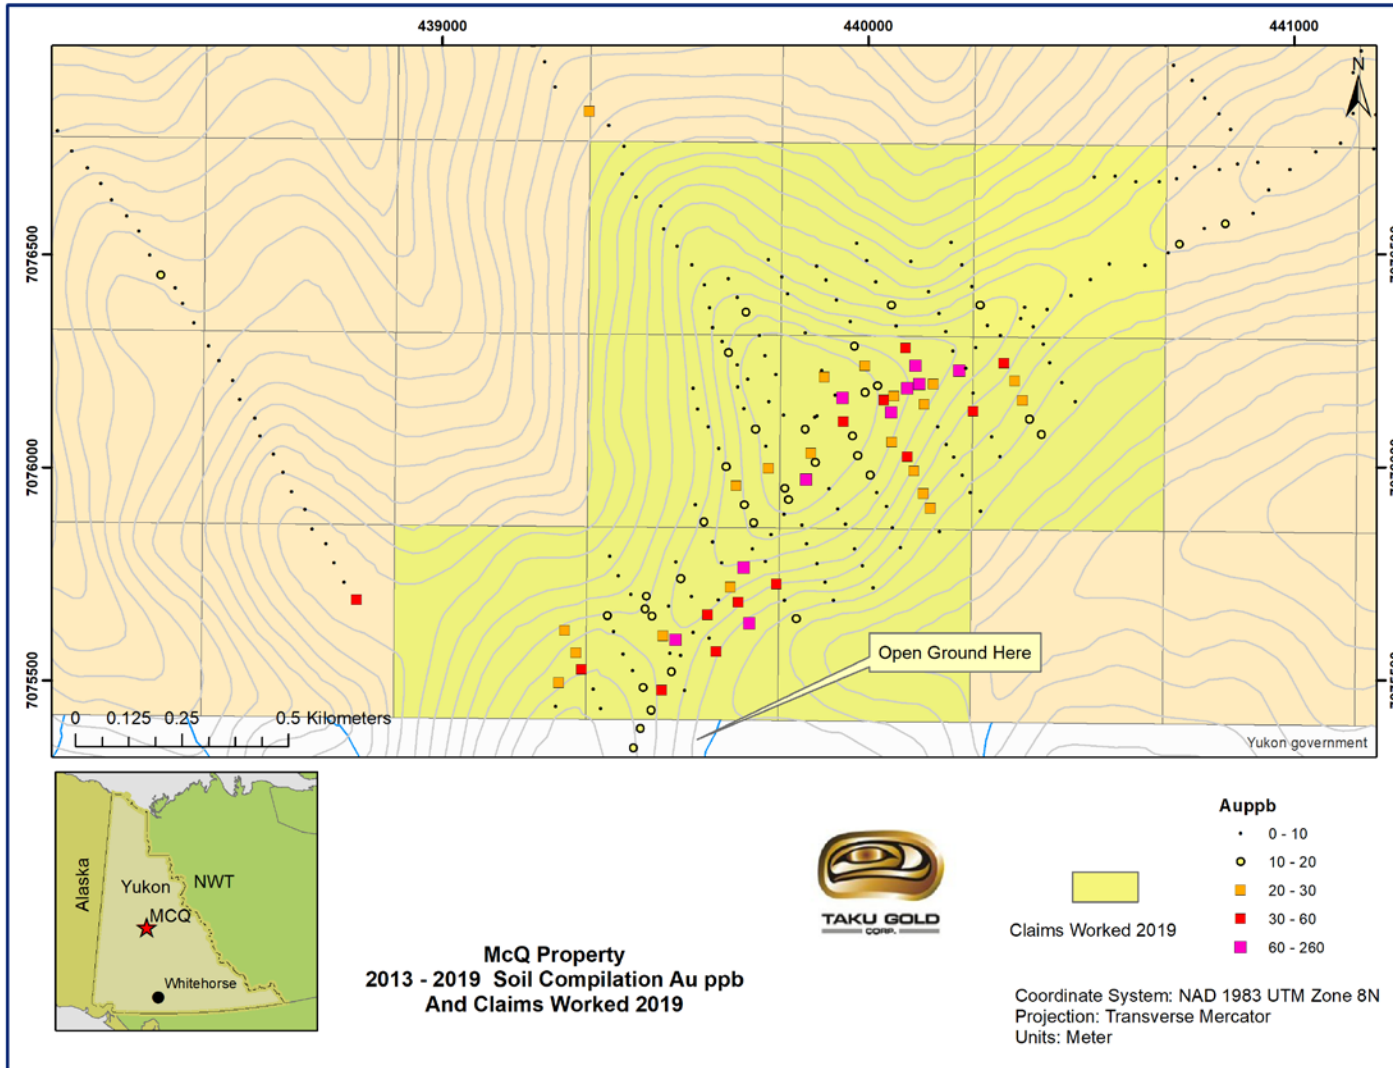 439000
440000
441000
N
7076500
7076000
7075500
Open Ground Here
0 0.125 0.25 0.5 Kilometers
Yukon government
Alaska
Yukon
NWT
MCQ
Whitehorse
McQ Property
2013 - 2019 Soil Compilation Au ppb
And Claims Worked 2019
TAKU GOLD
CORP.
Claims Worked 2019
Auppb
0 - 10
10 - 20
20 - 30
30 - 60
60 - 260
Coordinate System: NAD 1983 UTM Zone 8N
Projection: Transverse Mercator
Units: Meter